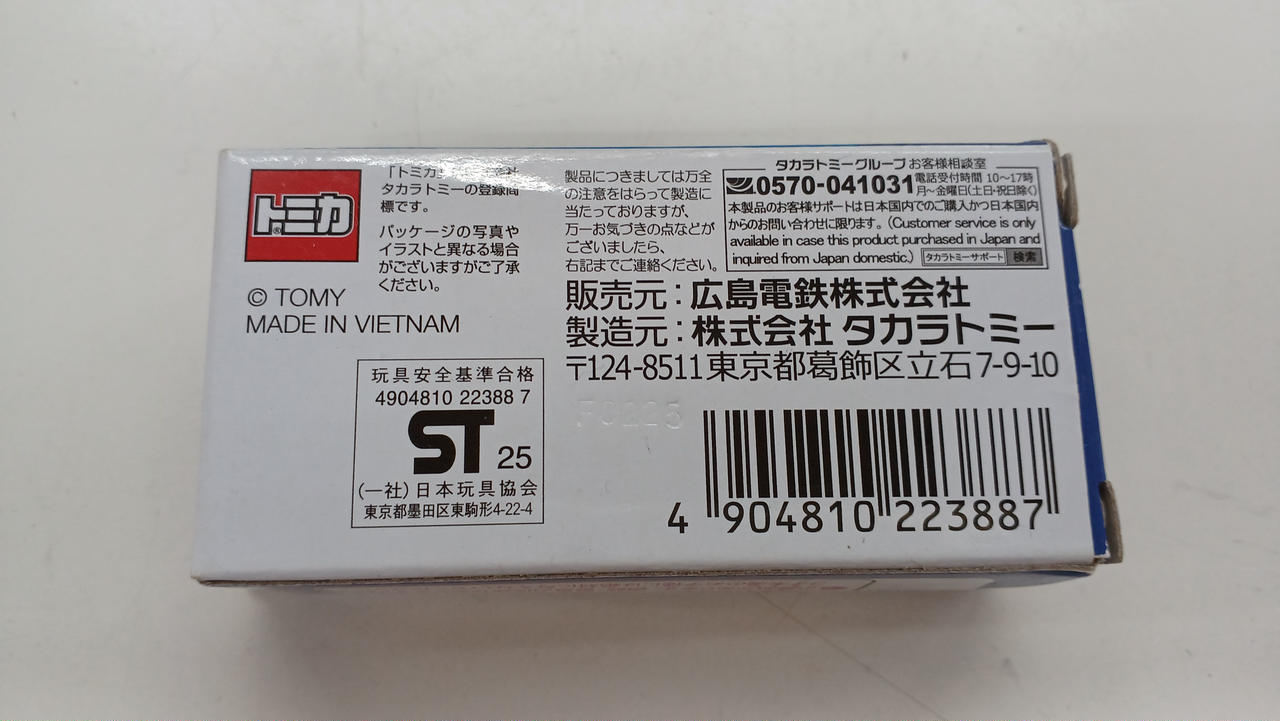 トミカ
®
「トミカ」
タカラトミーの登録商
標です。
パッケージの写真や
イラストと異なる場合
がございますがご了承
ください。
© TOMY
MADE IN VIETNAM
玩具安全基準合格
4904810 22388 7
ST 25
(一社)日本玩具協会
東京都墨田区東駒形4-22-4
製品につきましては万全
の注意をはらって製造に
当たっておりますが、
万一お気づきの点などが
ございましたら、
右記までご連絡ください。
タカラトミーグループ お客様相談室
0570-041031 電話受付時間 10〜17時
月〜金曜日(土日・祝日除く)
本製品のお客様サポートは日本国内でのご購入かつ日本国内
からのお問い合わせに限ります。(Customer service is only
available in case this product purchased in Japan and
inquired from Japan domestic.) タカラトミーサポート 検索
販売元:広島電鉄株式会社
製造元:株式会社 タカラトミー
〒124-8511 東京都葛飾区立石7-9-10
4 904810 223887